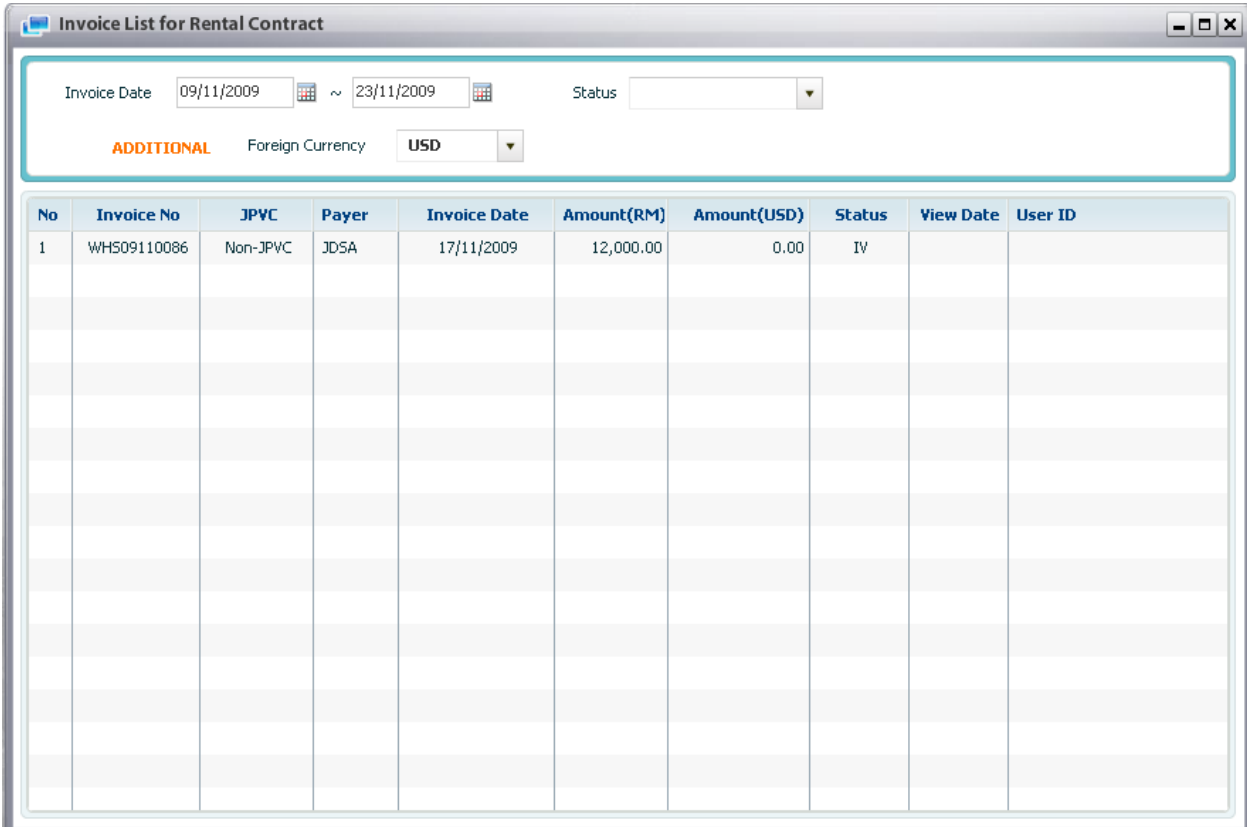 Invoice List for Rental Contract
Invoice Date 09/11/2009 ~ 23/11/2009 Status
ADDITIONAL Foreign Currency USD
No Invoice No JPVC Payer Invoice Date Amount(RM) Amount(USD) Status View Date User ID
1 WHS09110086 Non-JPVC JDSA 17/11/2009 12,000.00 0.00 IV